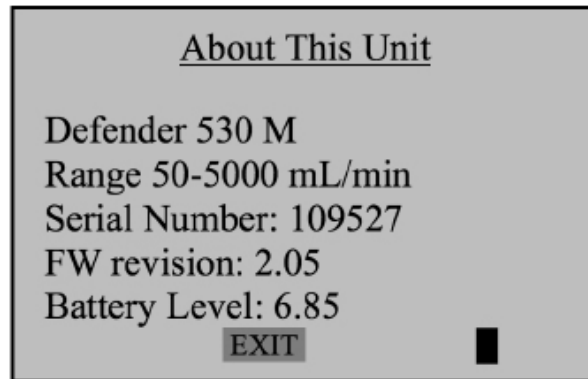 About This Unit
Defender 530 M
Range 50-5000 mL/min
Serial Number: 109527
FW revision: 2.05
Battery Level: 6.85
EXIT